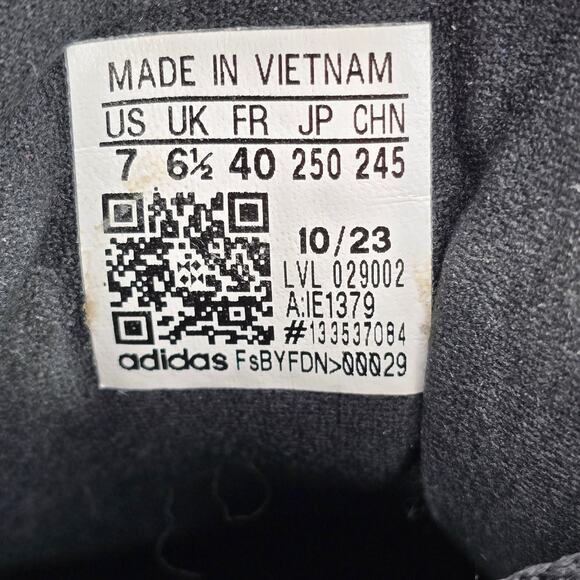 MADE IN VIETNAM
US UK FR JP CHN
7 6½ 40 250 245
10/23
LVL 029002
A:IE1379
#133537084
adidas FsBYFDN>00029